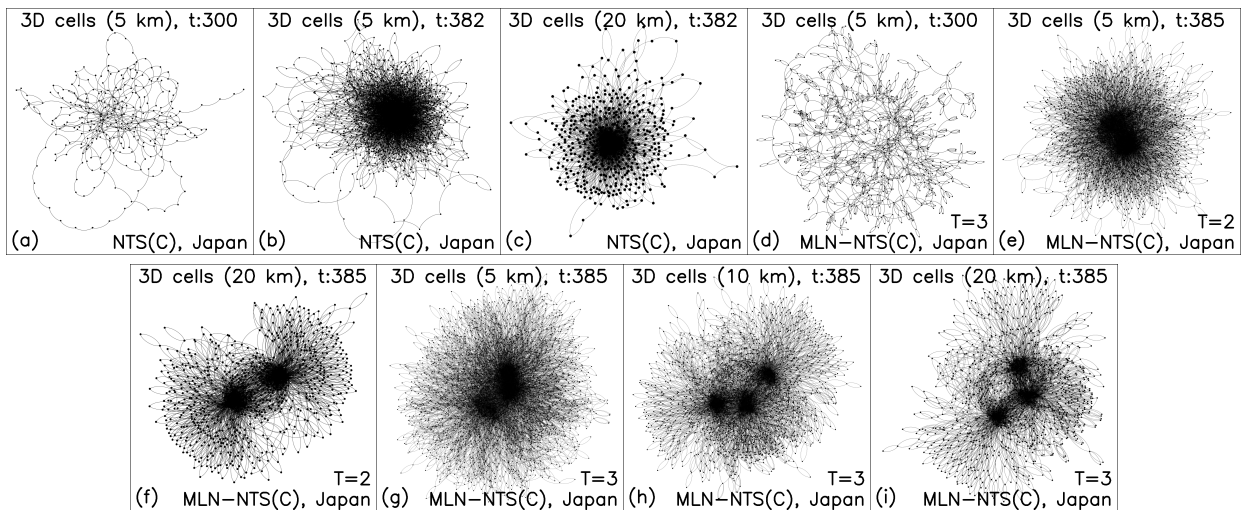 3D cells (5 km), t:300
(a) NTS(C), Japan
3D cells (5 km), t:382
(b) NTS(C), Japan
3D cells (20 km), t:382
(c) NTS(C), Japan
3D cells (5 km), t:300
T=3
(d) MLN−NTS(C), Japan
3D cells (5 km), t:385
T=2
(e) MLN−NTS(C), Japan
3D cells (20 km), t:385
T=2
(f) MLN−NTS(C), Japan
3D cells (5 km), t:385
T=3
(g) MLN−NTS(C), Japan
3D cells (10 km), t:385
T=3
(h) MLN−NTS(C), Japan
3D cells (20 km), t:385
T=3
(i) MLN−NTS(C), Japan